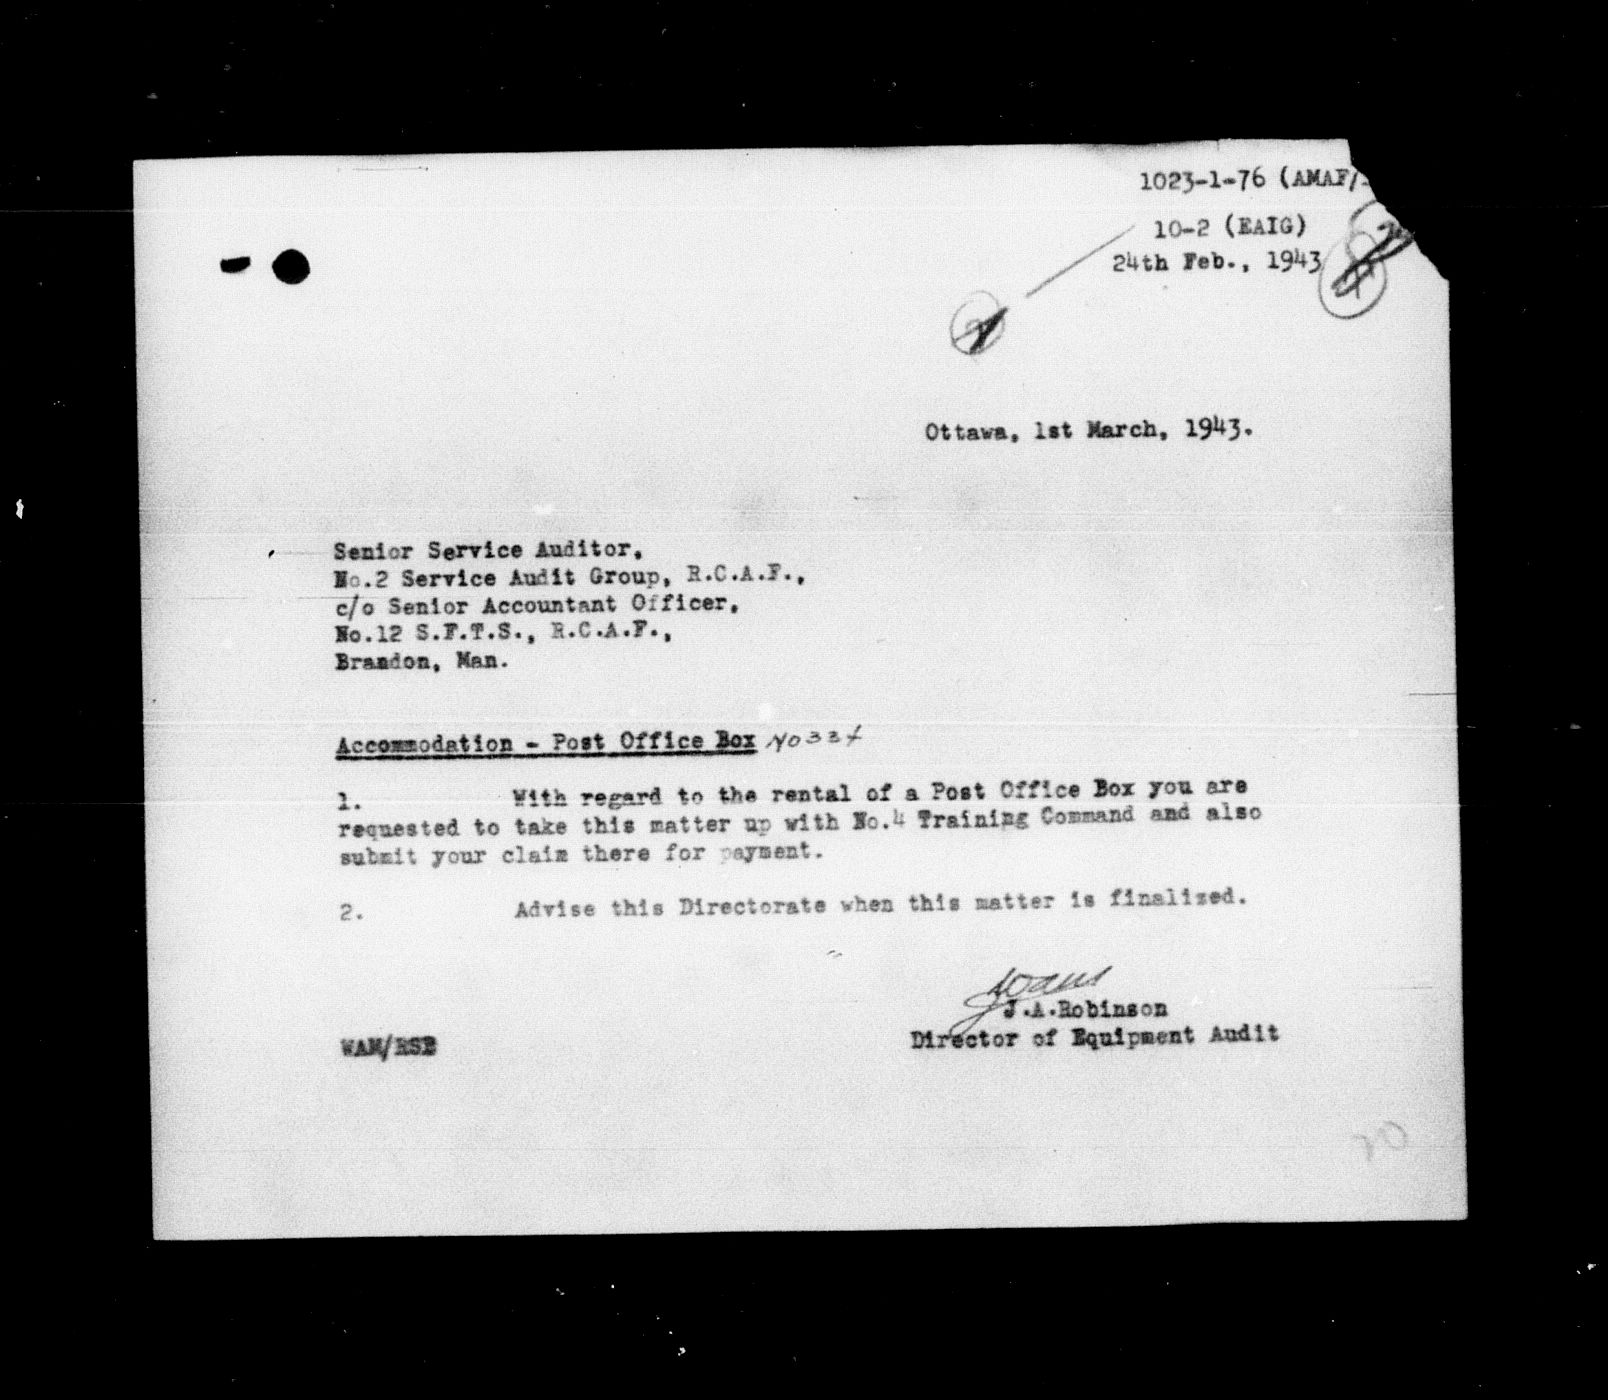 1023-1-76 (AMAF/
10-2 (EAIG)
24th Feb., 1943
Ottawa, 1st March, 1943.
Senior Service Auditor,
No.2 Service Audit Group, R.C.A.F.,
c/o Senior Accountant Officer,
No.12 S.F.T.S., R.C.A.F.,
Brandon, Man.
Accommodation - Post Office Box No
1. With regard to the rental of a Post Office Box you are
requested to take this matter up with No.4 Training Command and also
submit your claim there for payment.
2. Advise this Directorate when this matter is finalized.
J.A.Robinson
Director of Equipment Audit
WAM/RSB